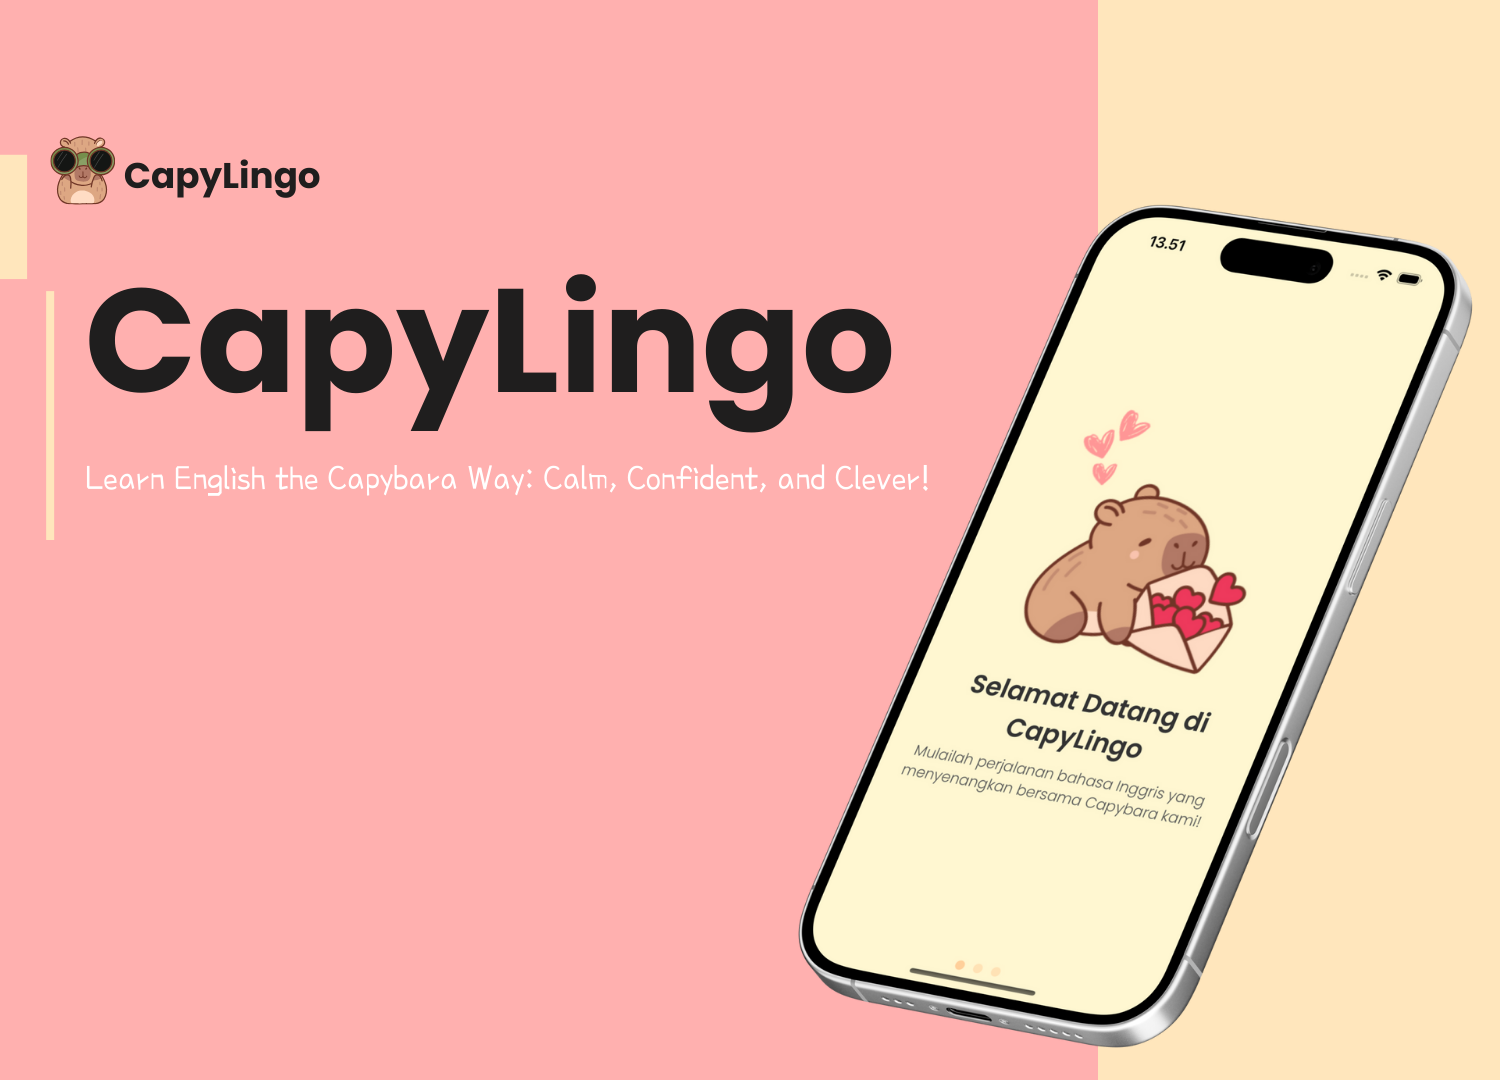 CapyLingo
CapyLingo
Learn English the Capybara Way: Calm, Confident, and Clever!
13.51
Selamat Datang di
CapyLingo
Mulailah perjalanan bahasa Inggris yang
menyenangkan bersama Capybara kami!